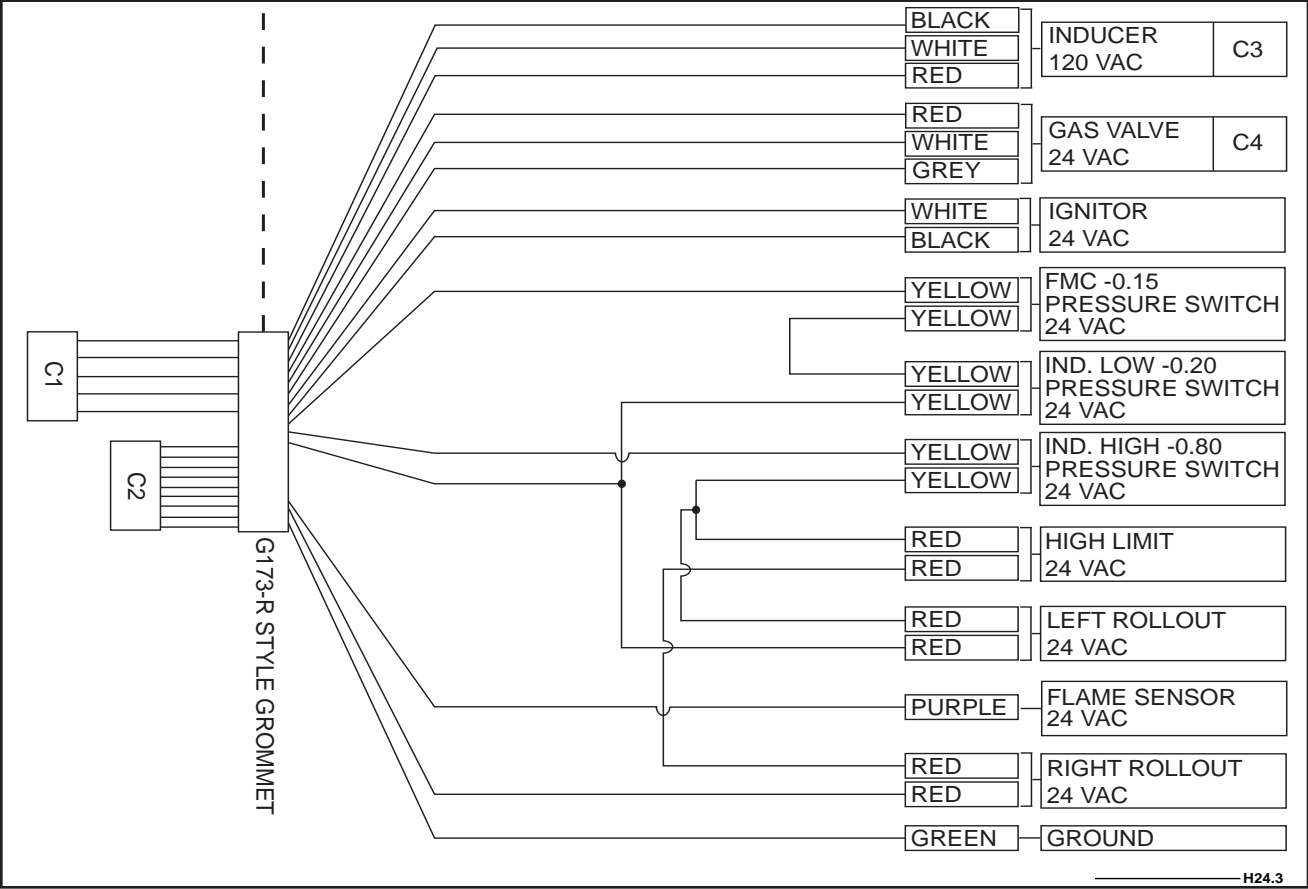 BLACK
WHITE
RED
INDUCER
120 VAC
C3
RED
WHITE
GREY
GAS VALVE
24 VAC
C4
WHITE
BLACK
IGNITOR
24 VAC
YELLOW
YELLOW
FMC -0.15
PRESSURE SWITCH
24 VAC
YELLOW
YELLOW
IND. LOW -0.20
PRESSURE SWITCH
24 VAC
YELLOW
YELLOW
IND. HIGH -0.80
PRESSURE SWITCH
24 VAC
RED
RED
HIGH LIMIT
24 VAC
RED
RED
LEFT ROLLOUT
24 VAC
PURPLE
FLAME SENSOR
24 VAC
RED
RED
RIGHT ROLLOUT
24 VAC
GREEN
GROUND
C1
C2
G173-R STYLE GROMMET
H24.3